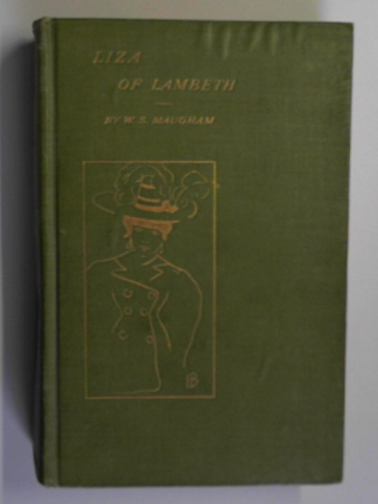 LIZA
OF LAMBETH
BY W. S. MAUGHAM
B